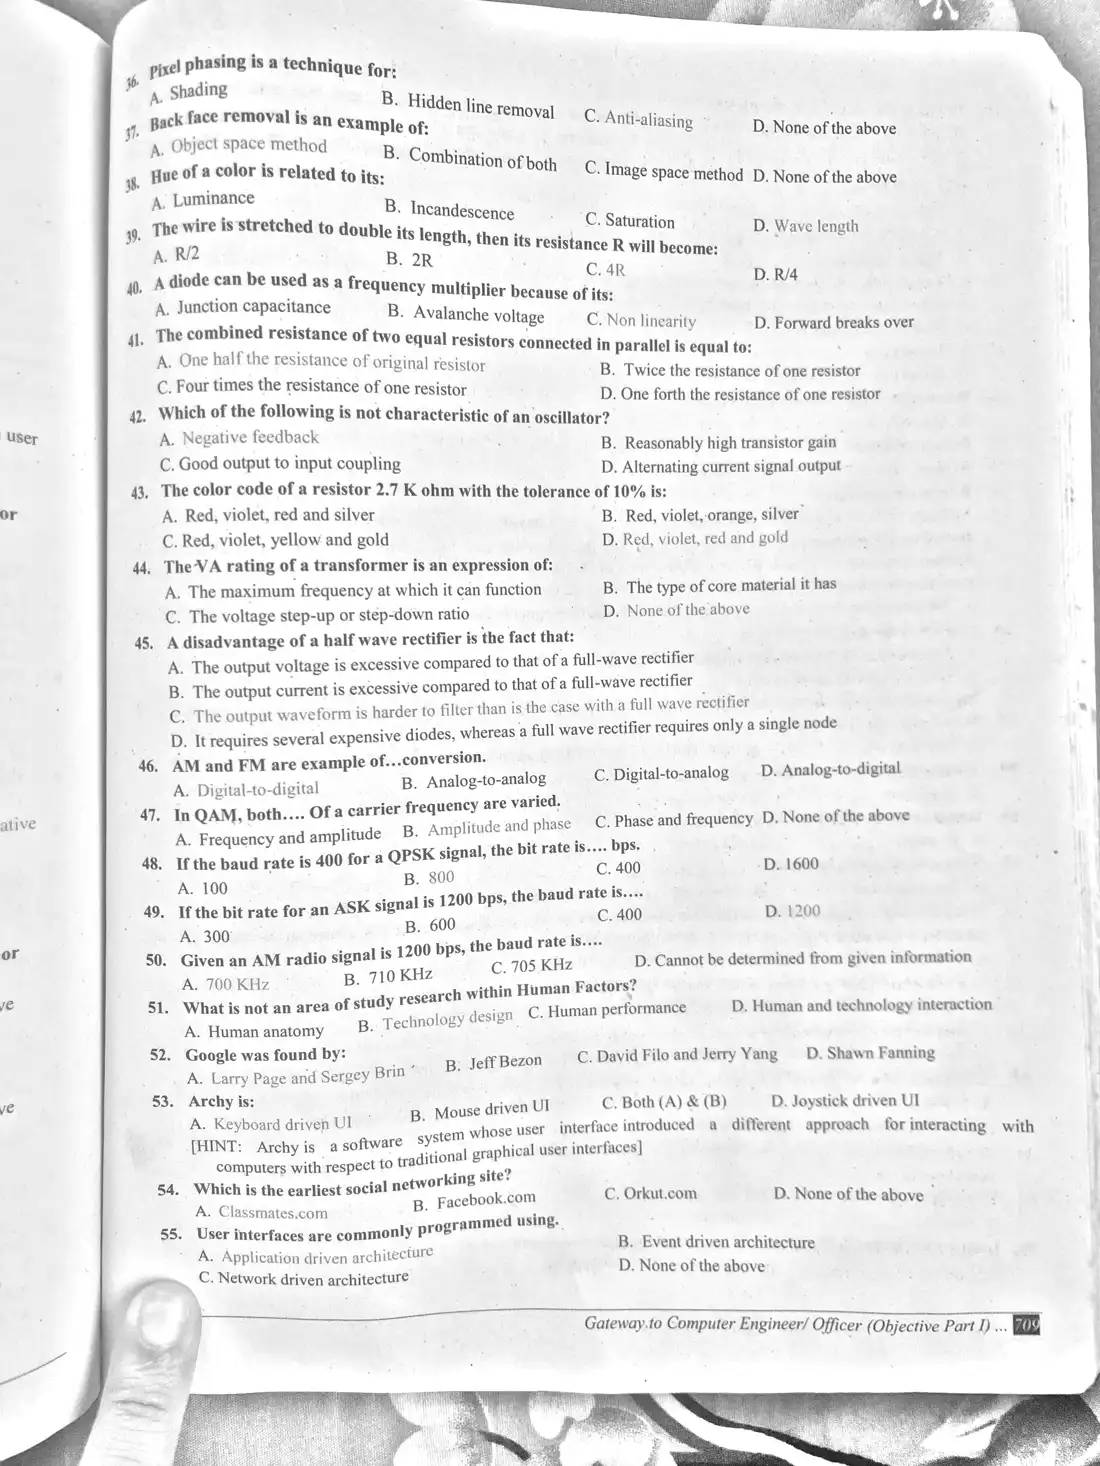 36. Pixel phasing is a technique for:
A. Shading B. Hidden line removal C. Anti-aliasing D. None of the above
37. Back face removal is an example of:
A. Object space method B. Combination of both C. Image space method D. None of the above
38. Hue of a color is related to its:
A. Luminance B. Incandescence C. Saturation D. Wave length
39. The wire is stretched to double its length, then its resistance R will become:
A. R/2 B. 2R C. 4R D. R/4
40. A diode can be used as a frequency multiplier because of its:
A. Junction capacitance B. Avalanche voltage C. Non linearity D. Forward breaks over
41. The combined resistance of two equal resistors connected in parallel is equal to:
A. One half the resistance of original resistor B. Twice the resistance of one resistor
C. Four times the resistance of one resistor D. One forth the resistance of one resistor
42. Which of the following is not characteristic of an oscillator?
A. Negative feedback B. Reasonably high transistor gain
C. Good output to input coupling D. Alternating current signal output
43. The color code of a resistor 2.7 K ohm with the tolerance of 10% is:
A. Red, violet, red and silver B. Red, violet, orange, silver
C. Red, violet, yellow and gold D. Red, violet, red and gold
44. The VA rating of a transformer is an expression of:
A. The maximum frequency at which it can function B. The type of core material it has
C. The voltage step-up or step-down ratio D. None of the above
45. A disadvantage of a half wave rectifier is the fact that:
A. The output voltage is excessive compared to that of a full-wave rectifier
B. The output current is excessive compared to that of a full-wave rectifier
C. The output waveform is harder to filter than is the case with a full wave rectifier
D. It requires several expensive diodes, whereas a full wave rectifier requires only a single node
46. AM and FM are example of...conversion.
A. Digital-to-digital B. Analog-to-analog C. Digital-to-analog D. Analog-to-digital
47. In QAM, both.... Of a carrier frequency are varied.
A. Frequency and amplitude B. Amplitude and phase C. Phase and frequency D. None of the above
48. If the baud rate is 400 for a QPSK signal, the bit rate is.... bps.
A. 100 B. 800 C. 400 D. 1600
49. If the bit rate for an ASK signal is 1200 bps, the baud rate is....
A. 300 B. 600 C. 400 D. 1200
50. Given an AM radio signal is 1200 bps, the baud rate is....
A. 700 KHz B. 710 KHz C. 705 KHz D. Cannot be determined from given information
51. What is not an area of study research within Human Factors?
A. Human anatomy B. Technology design C. Human performance D. Human and technology interaction
52. Google was found by:
A. Larry Page and Sergey Brin B. Jeff Bezon C. David Filo and Jerry Yang D. Shawn Fanning
53. Archy is:
A. Keyboard driven UI B. Mouse driven UI C. Both (A) & (B) D. Joystick driven UI
[HINT: Archy is a software system whose user interface introduced a different approach for interacting with
computers with respect to traditional graphical user interfaces]
54. Which is the earliest social networking site?
A. Classmates.com B. Facebook.com C. Orkut.com D. None of the above
55. User interfaces are commonly programmed using.
A. Application driven architecture B. Event driven architecture
C. Network driven architecture D. None of the above
Gateway to Computer Engineer/ Officer (Objective Part I) ... 709
user
or
ative
or
ve
ve